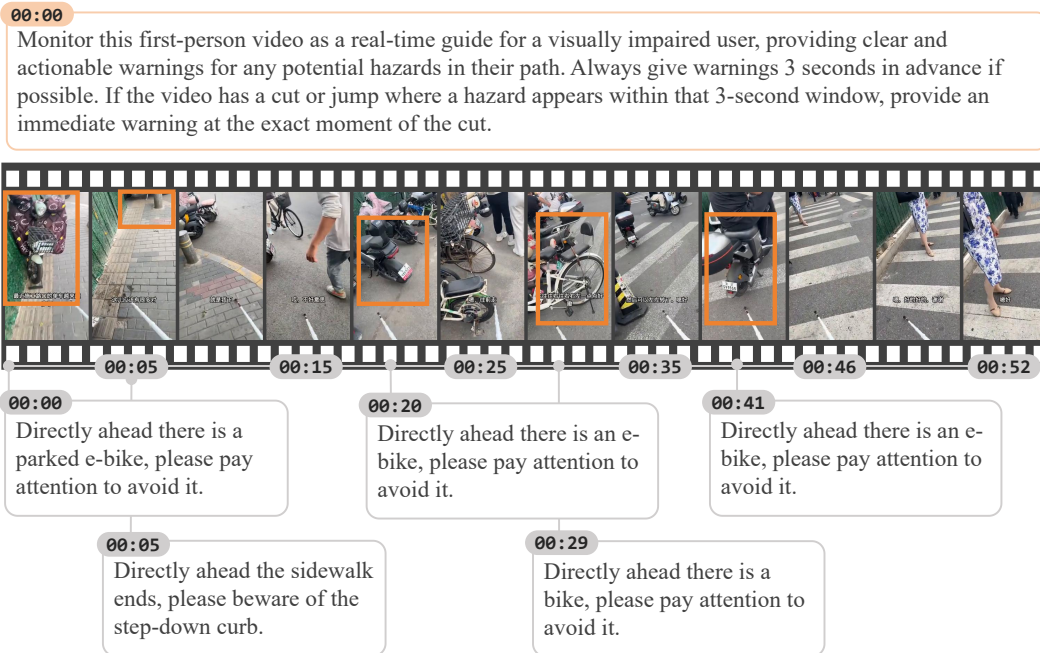 00:00
Monitor this first-person video as a real-time guide for a visually impaired user, providing clear and
actionable warnings for any potential hazards in their path. Always give warnings 3 seconds in advance if
possible. If the video has a cut or jump where a hazard appears within that 3-second window, provide an
immediate warning at the exact moment of the cut.
00:05
00:15
00:25
00:35
00:46
00:52
00:00
Directly ahead there is a
parked e-bike, please pay
attention to avoid it.
00:20
Directly ahead there is an e-
bike, please pay attention to
avoid it.
00:41
Directly ahead there is an e-
bike, please pay attention to
avoid it.
00:05
Directly ahead the sidewalk
ends, please beware of the
step-down curb.
00:29
Directly ahead there is a
bike, please pay attention to
avoid it.